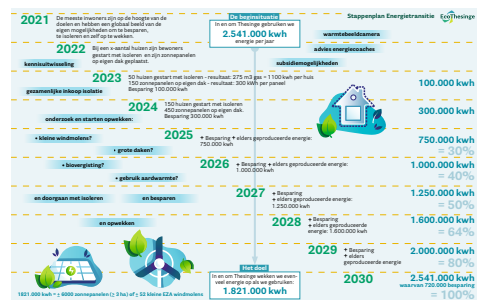 2021
De meeste inwoners zijn op de hoogte van de
doelen en hebben een globaal beeld van de
eigen mogelijkheden om te besparen,
te isoleren en zelf op te wekken.
De beginsituatie
In en om Thesinge gebruiken we
2.541.000 kwh
energie per jaar
Stappenplan Energietransitie
EcoThesinge
warmtebeeldcamera
advies energiecoaches
subsidiemogelijkheden
2022
Bij een x-aantal huizen zijn bewoners
gestart met isoleren en zijn zonnepanelen
op eigen dak geplaatst.
kennisuitwisseling
2023
50 huizen gestart met isoleren - resultaat: 275 m3 gas = 1100 kwh per huis
150 zonnepanelen op eigen dak - resultaat: 300 kWh per paneel
Besparing 100.000 kwh
100.000 kwh
gezamenlijke inkoop isolatie
2024
150 huizen gestart met isoleren
450 zonnepanelen op eigen dak.
Besparing 300.000 kwh
300.000 kwh
onderzoek en starten opwekken:
2025
+ Besparing + elders geproduceerde energie:
750.000 kwh
750.000 kwh
= 30%
• kleine windmolens?
• grote daken?
2026
+ Besparing + elders geproduceerde energie:
1.000.000 kwh
1.000.000 kwh
= 40%
• biovergisting?
• gebruik aardwarmte?
2027
+ Besparing
+ elders geproduceerde energie:
1.250.000 kwh
1.250.000 kwh
= 50%
en doorgaan met isoleren
en besparen
2028
+ Besparing
+ elders geproduceerde
energie: 1.600.000 kwh
1.600.000 kwh
= 64%
en opwekken
2029
+ Besparing
+ elders
geproduceerde energie
2.000.000 kwh
= 80%
Het doel
In en om Thesinge wekken we even-
veel energie op als we gebruiken:
1.821.000 kwh
2030
2.541.000 kwh
waarvan 720.000 besparing
= 100%
1821.000 kwh = ± 6000 zonnepanelen (± 3 ha) of ± 52 kleine EZA windmolens